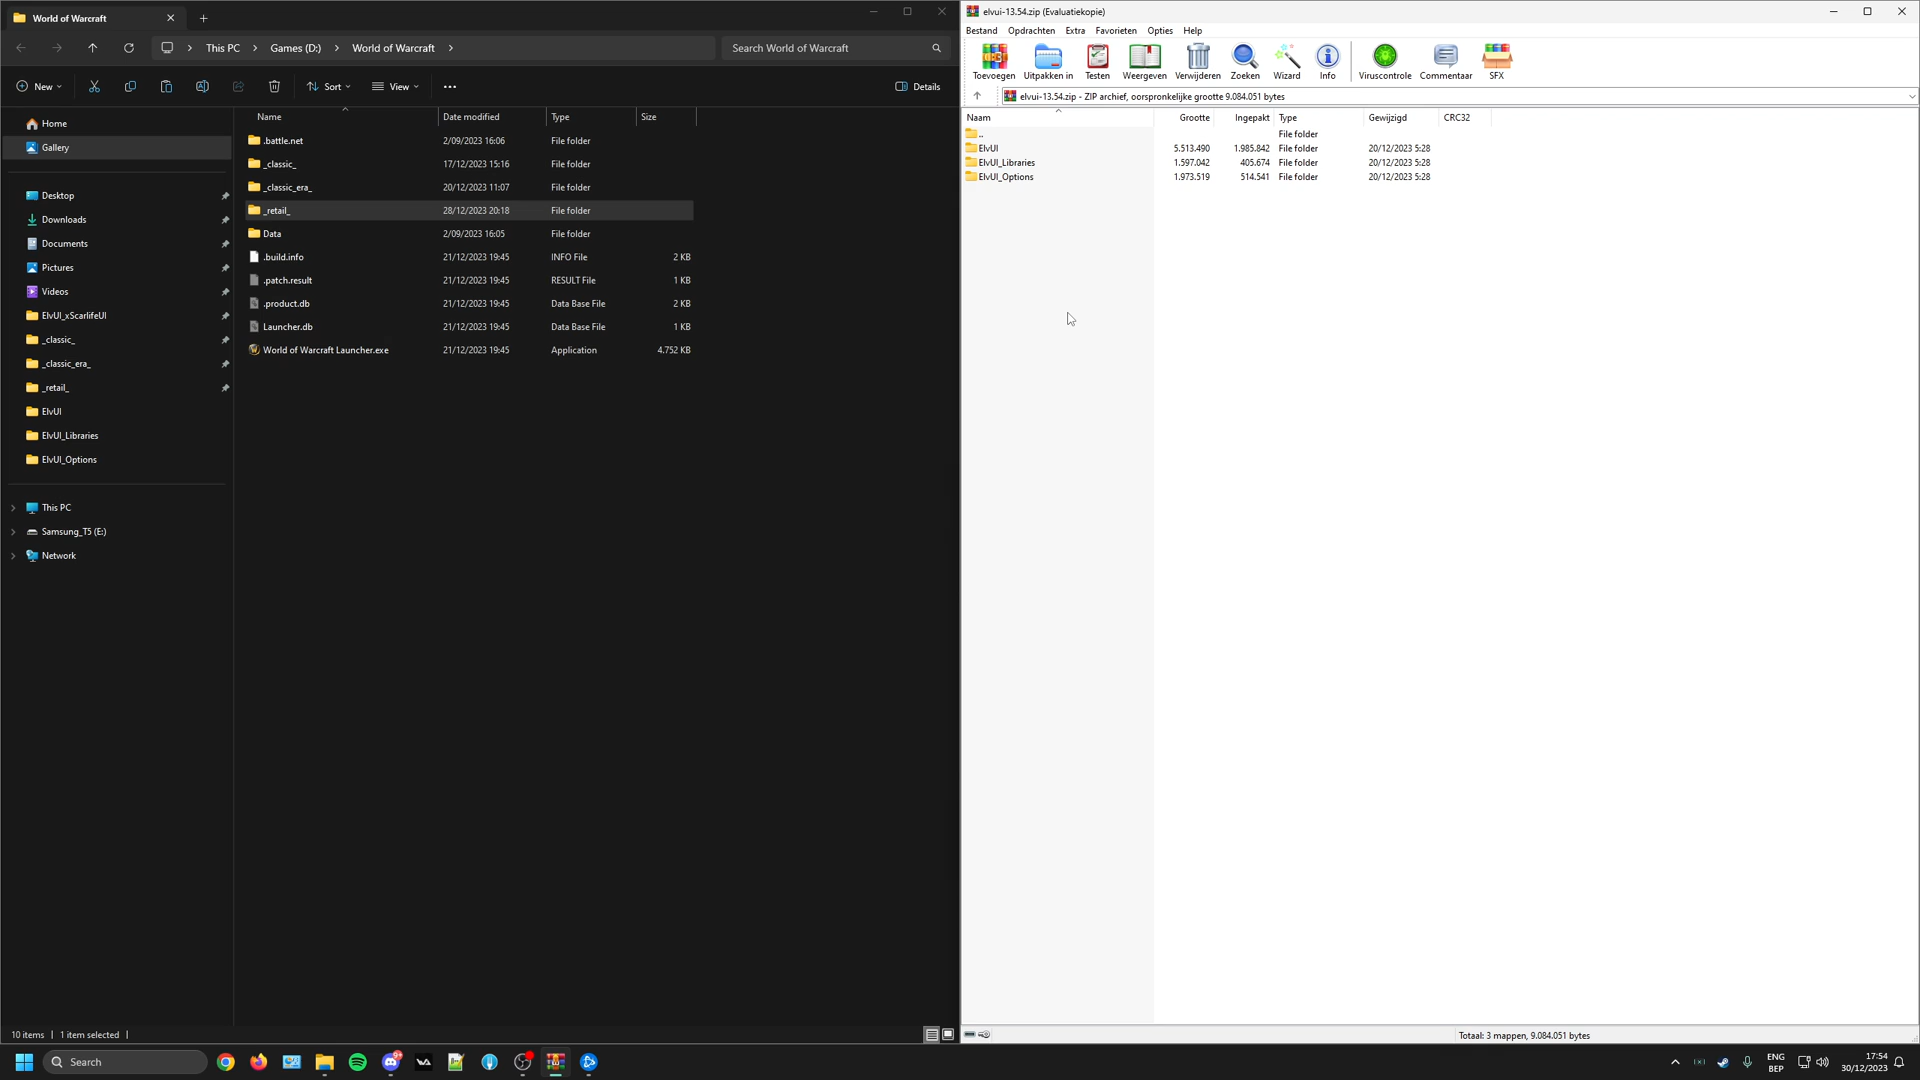 World of Warcraft
This PC > Games (D:) > World of Warcraft >
Search World of Warcraft
New
Sort
View
Details
Home
Gallery
Desktop
Downloads
Documents
Pictures
Videos
ElvUI_xScarlifeUI
_classic_
_classic_era_
_retail_
ElvUI
ElvUI_Libraries
ElvUI_Options
This PC
Samsung_T5 (E:)
Network
Name Date modified Type Size
.battle.net 2/09/2023 16:06 File folder
_classic_ 17/12/2023 15:16 File folder
_classic_era_ 20/12/2023 11:07 File folder
_retail_ 28/12/2023 20:18 File folder
Data 2/09/2023 16:05 File folder
.build.info 21/12/2023 19:45 INFO File 2 KB
.patch.result 21/12/2023 19:45 RESULT File 1 KB
.product.db 21/12/2023 19:45 Data Base File 2 KB
Launcher.db 21/12/2023 19:45 Data Base File 1 KB
World of Warcraft Launcher.exe 21/12/2023 19:45 Application 4.752 KB
10 items | 1 item selected |
elvui-13.54.zip (Evaluatiekopie)
Bestand Opdrachten Extra Favorieten Opties Help
Toevoegen Uitpakken in Testen Weergeven Verwijderen Zoeken Wizard Info Viruscontrole Commentaar SFX
elvui-13.54.zip - ZIP archief, oorspronkelijke grootte 9.084.051 bytes
Naam Grootte Ingepakt Type Gewijzigd CRC32
.. File folder
ElvUI 5.513.490 1.985.842 File folder 20/12/2023 5:28
ElvUI_Libraries 1.597.042 405.674 File folder 20/12/2023 5:28
ElvUI_Options 1.973.519 514.541 File folder 20/12/2023 5:28
Totaal: 3 mappen, 9.084.051 bytes
Search
ENG
BEP
17:54
30/12/2023